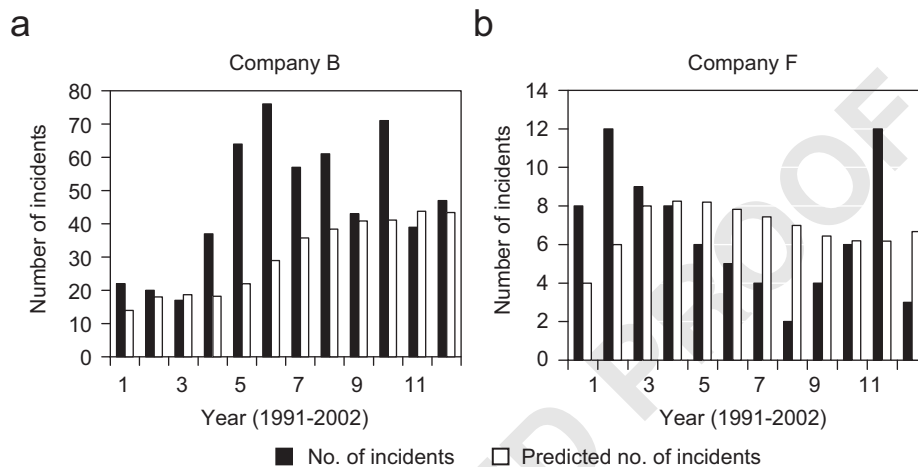 a
Company B
Number of incidents
80
70
60
50
40
30
20
10
0
1 3 5 7 9 11
Year (1991-2002)
b
Company F
Number of incidents
14
12
10
8
6
4
2
0
1 3 5 7 9 11
Year (1991-2002)
No. of incidents Predicted no. of incidents
PROOF